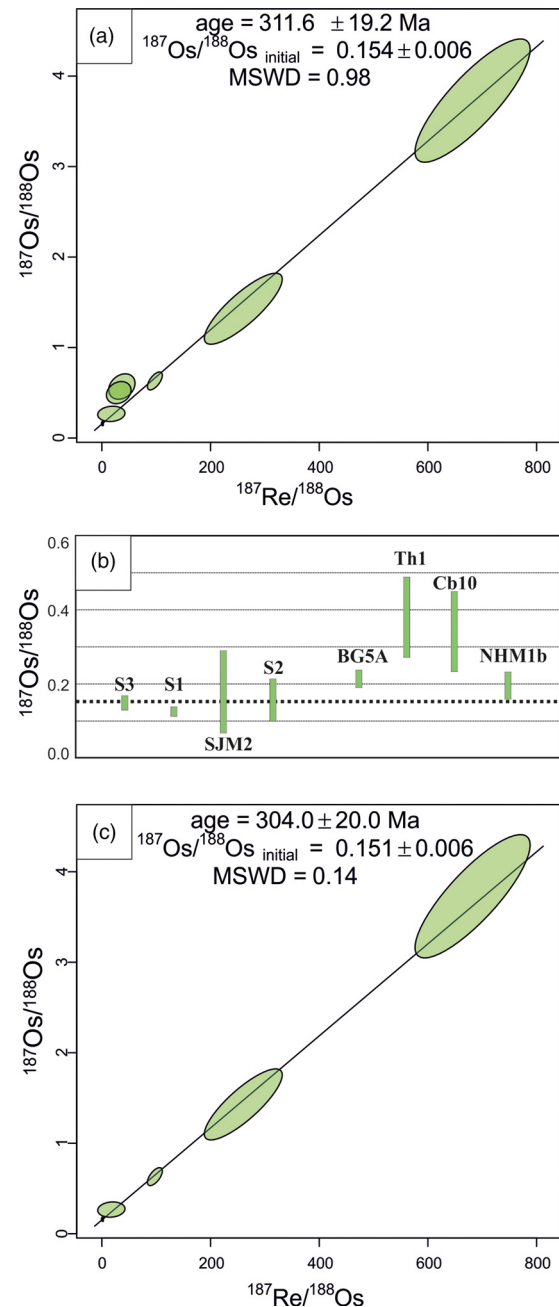 (a)
age = 311.6 ± 19.2 Ma
187Os/188Os initial = 0.154 ± 0.006
MSWD = 0.98
187Os/188Os
4
3
2
1
0
0 200 400 600 800
187Re/188Os
(b)
187Os/188Os
0.6
0.4
0.2
0.0
Th1
Cb10
S3
S1
S2
BG5A
NHM1b
SJM2
(c)
age = 304.0 ± 20.0 Ma
187Os/188Os initial = 0.151 ± 0.006
MSWD = 0.14
187Os/188Os
4
3
2
1
0
0 200 400 600 800
187Re/188Os